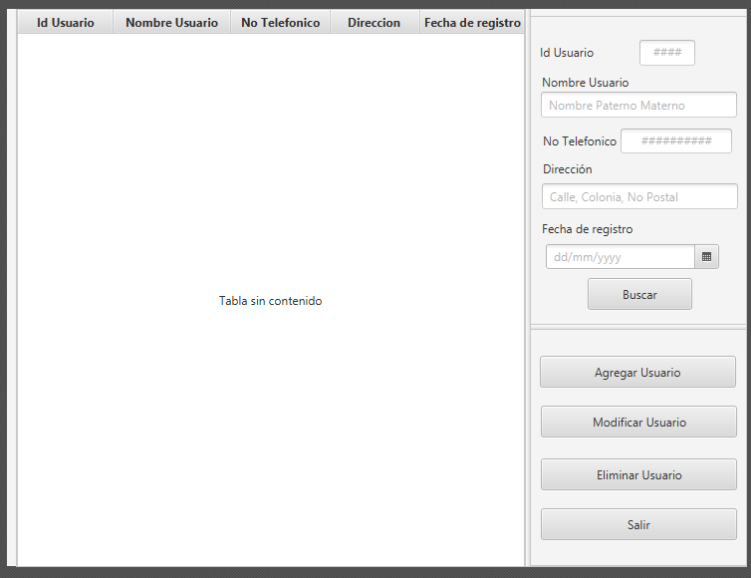 Id Usuario Nombre Usuario No Telefonico Direccion Fecha de registro
Tabla sin contenido
Id Usuario ####
Nombre Usuario
Nombre Paterno Materno
No Telefonico ##########
Dirección
Calle, Colonia, No Postal
Fecha de registro
dd/mm/yyyy
Buscar
Agregar Usuario
Modificar Usuario
Eliminar Usuario
Salir